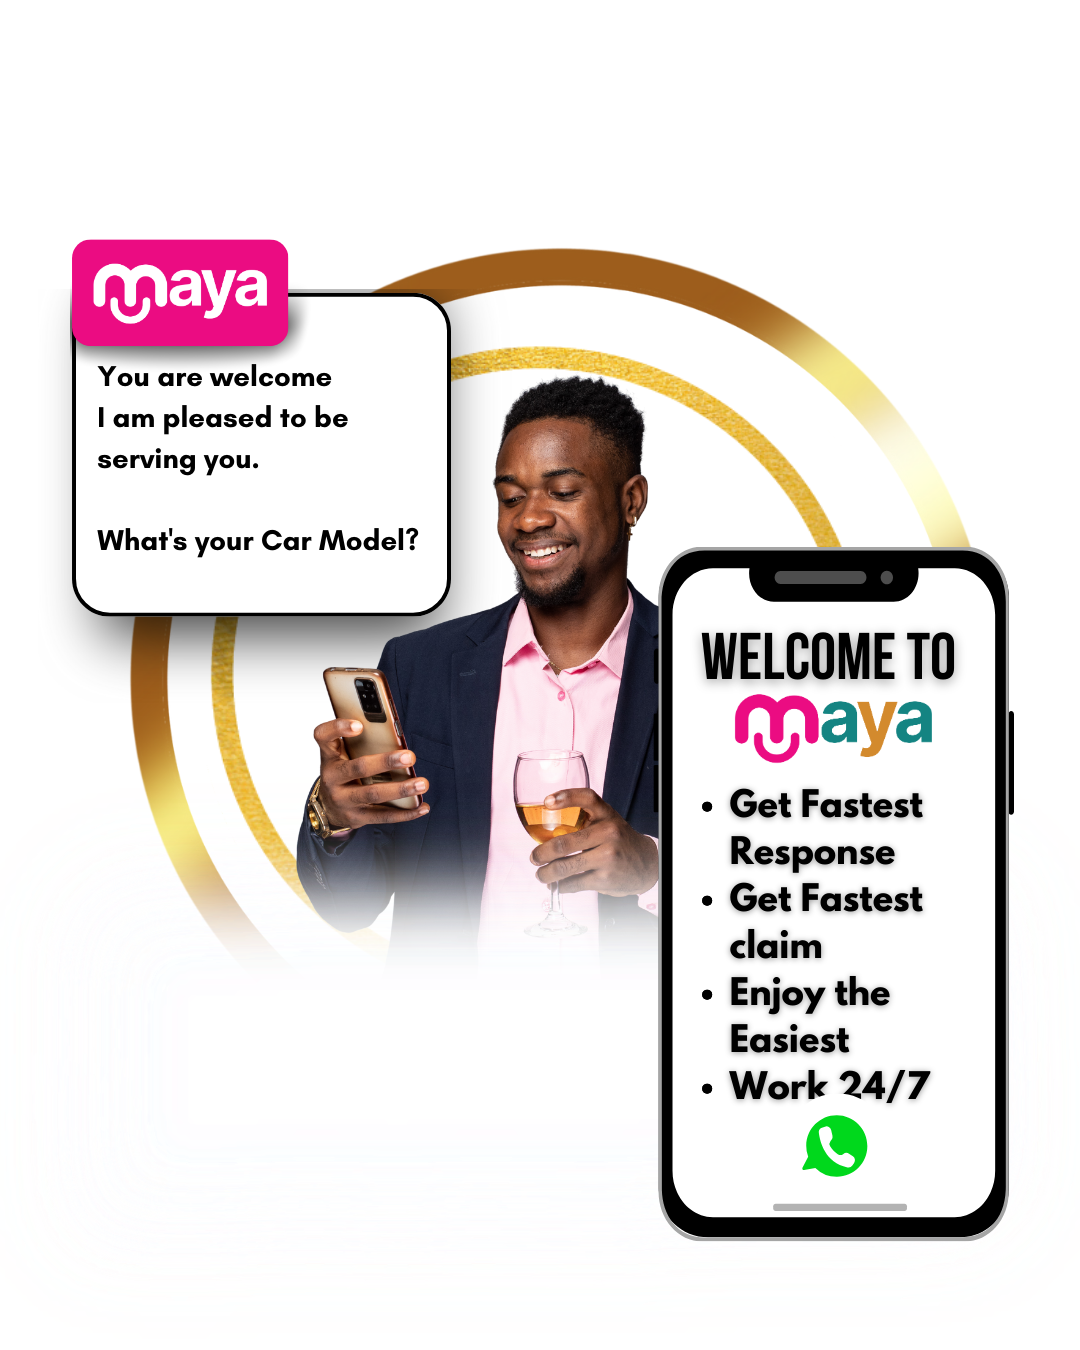 maya
You are welcome
I am pleased to be
serving you.
What's your Car Model?
WELCOME TO
maya
• Get Fastest
Response
• Get Fastest
claim
• Enjoy the
Easiest
• Work 24/7